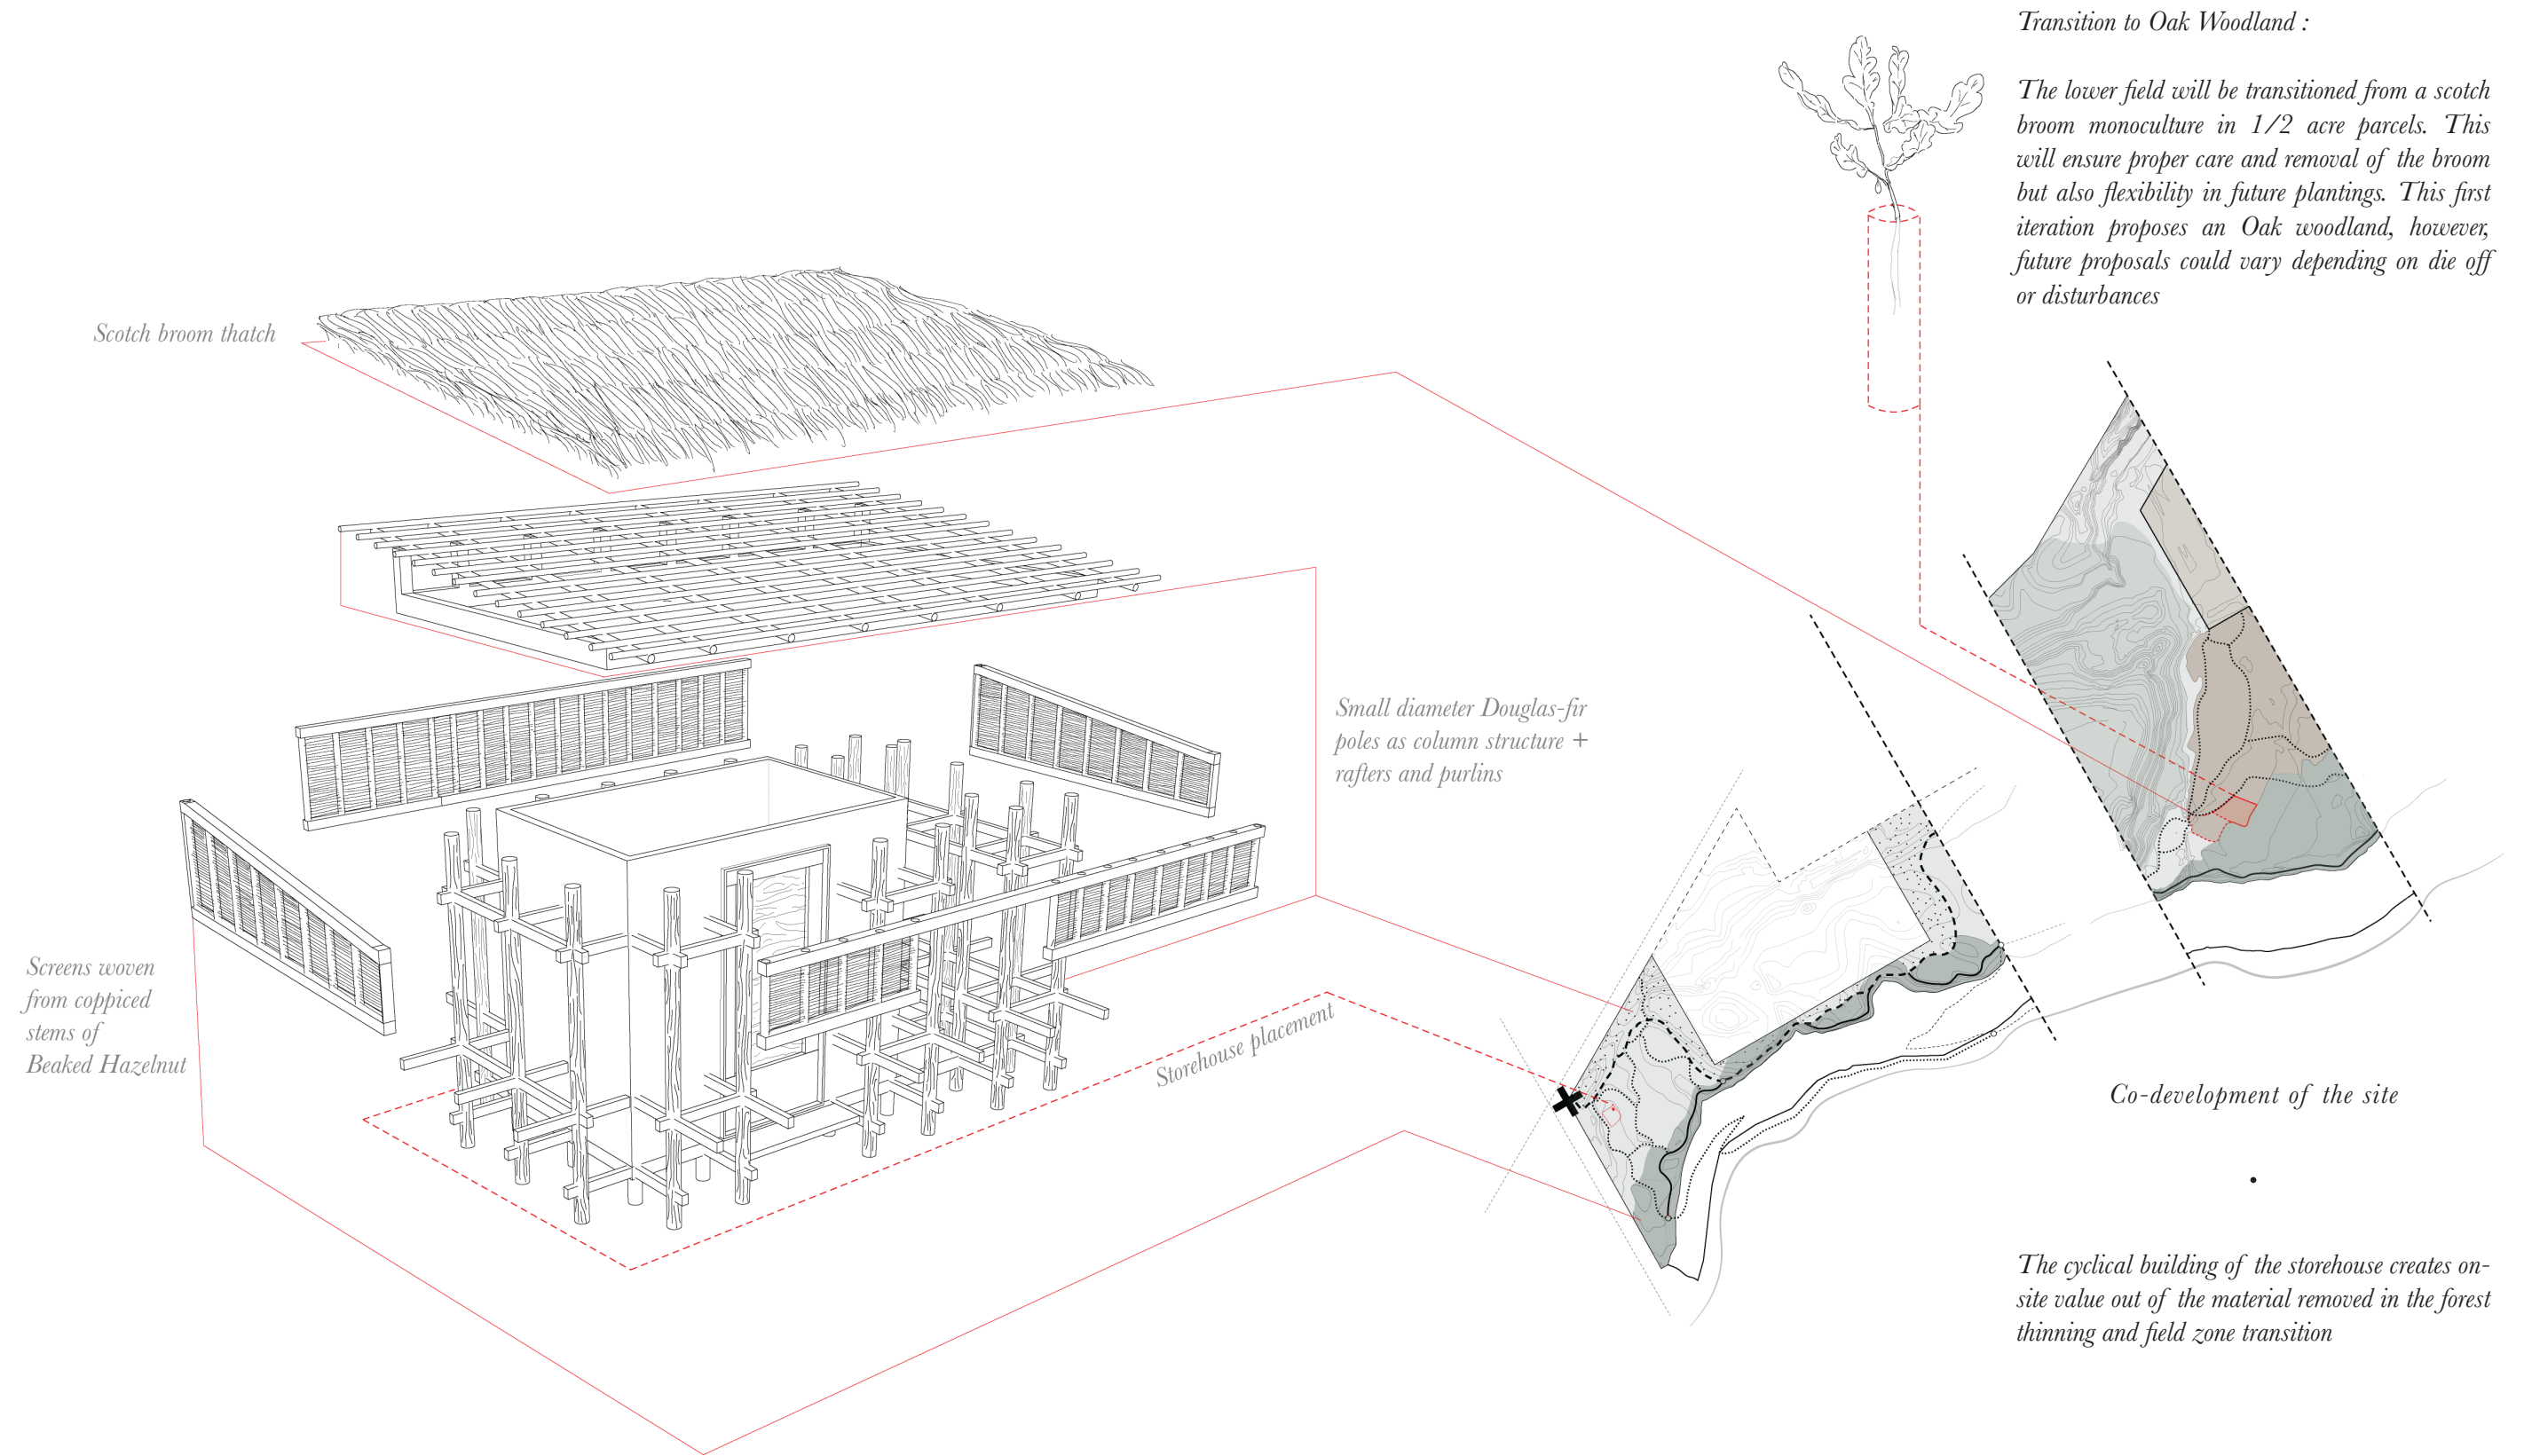 Transition to Oak Woodland :
The lower field will be transitioned from a scotch
broom monoculture in 1/2 acre parcels. This
will ensure proper care and removal of the broom
but also flexibility in future plantings. This first
iteration proposes an Oak woodland, however,
future proposals could vary depending on die off
or disturbances
Scotch broom thatch
Small diameter Douglas-fir
poles as column structure +
rafters and purlins
Screens woven
from coppiced
stems of
Beaked Hazelnut
Storehouse placement
Co-development of the site
The cyclical building of the storehouse creates on-
site value out of the material removed in the forest
thinning and field zone transition